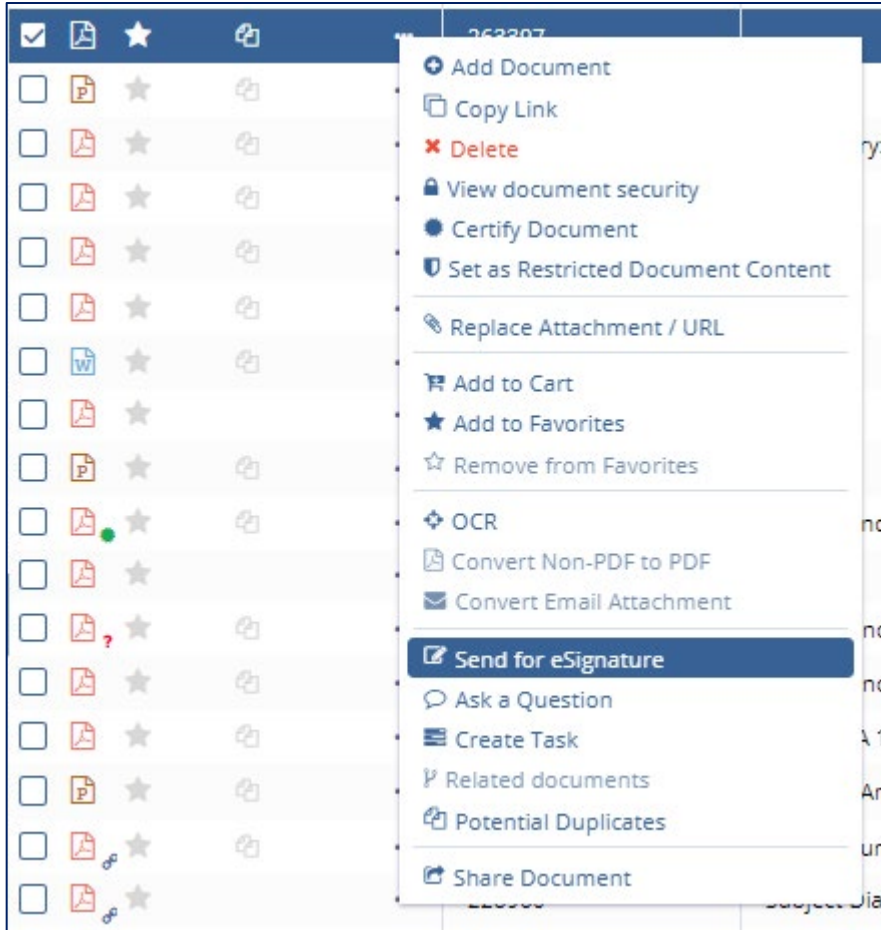 263397
Add Document
Copy Link
Delete
View document security
Certify Document
Set as Restricted Document Content
Replace Attachment / URL
Add to Cart
Add to Favorites
Remove from Favorites
OCR
Convert Non-PDF to PDF
Convert Email Attachment
Send for eSignature
Ask a Question
Create Task
Related documents
Potential Duplicates
Share Document